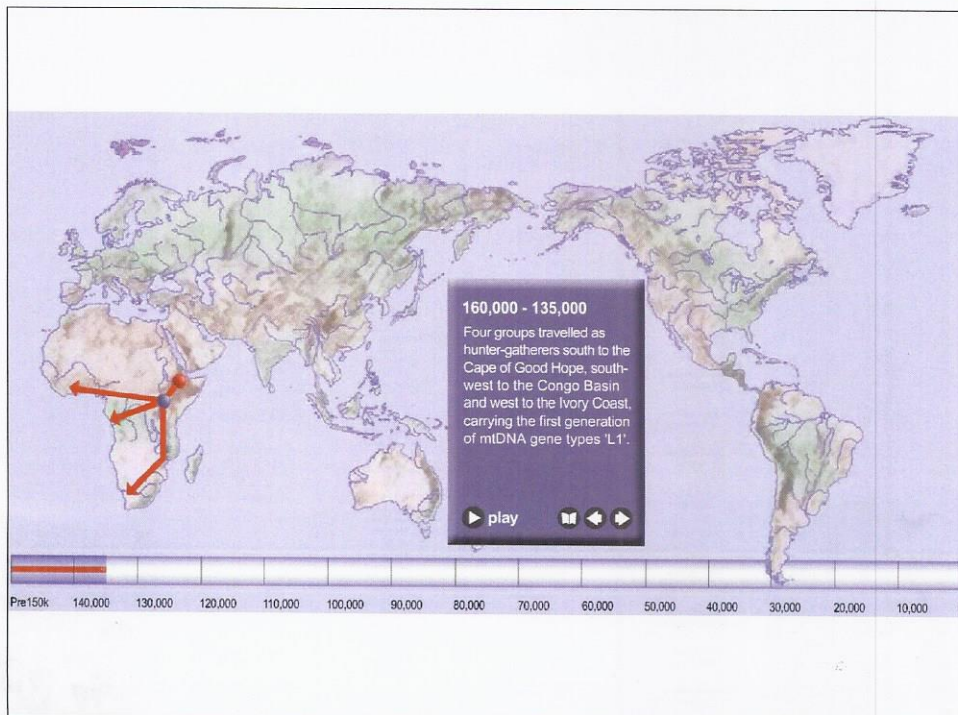 160,000 - 135,000
Four groups travelled as
hunter-gatherers south to the
Cape of Good Hope, south-
west to the Congo Basin
and west to the Ivory Coast,
carrying the first generation
of mtDNA gene types 'L1'.
play
Pre150k 140,000 130,000 120,000 110,000 100,000 90,000 80,000 70,000 60,000 50,000 40,000 30,000 20,000 10,000